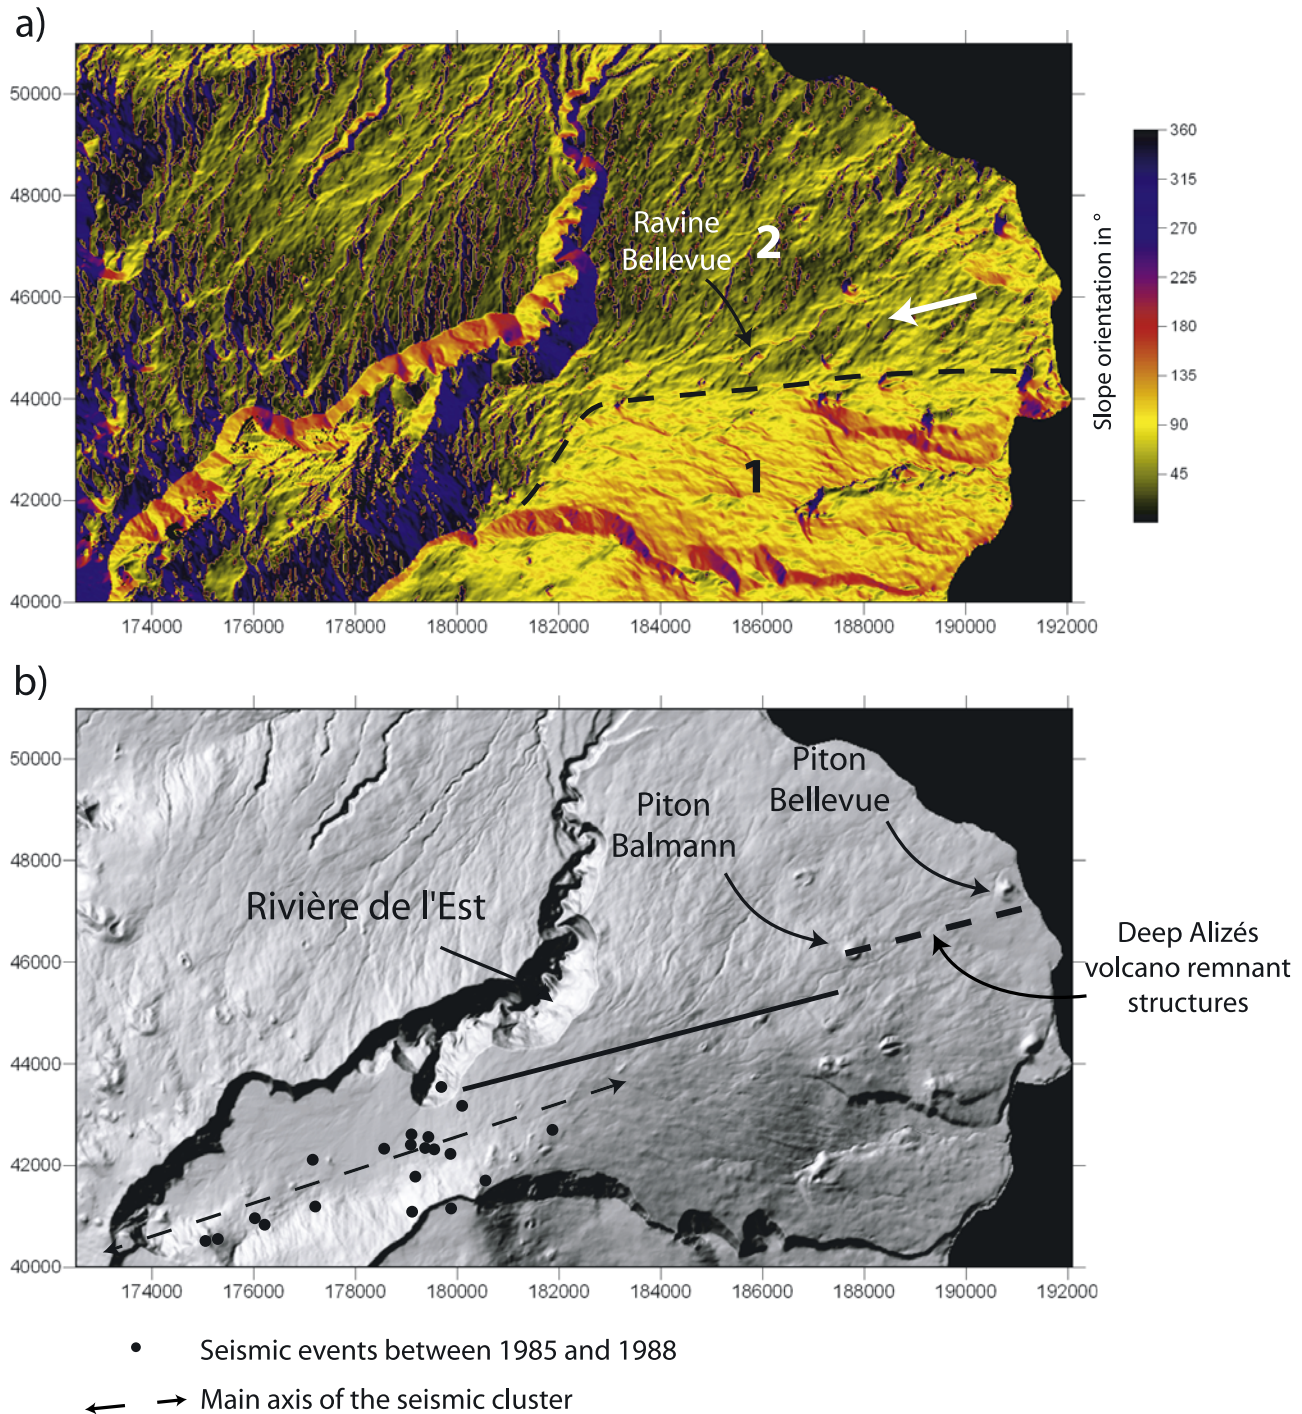 a)
50000
48000
46000
44000
42000
40000
174000
176000
178000
180000
182000
184000
186000
188000
190000
192000
Ravine
Bellevue
2
1
360
315
270
225
180
135
90
45
Slope orientation in °
b)
50000
48000
46000
44000
42000
40000
174000
176000
178000
180000
182000
184000
186000
188000
190000
192000
Piton
Bellevue
Piton
Balmann
Rivière de l'Est
Deep Alizés
volcano remnant
structures
Seismic events between 1985 and 1988
Main axis of the seismic cluster